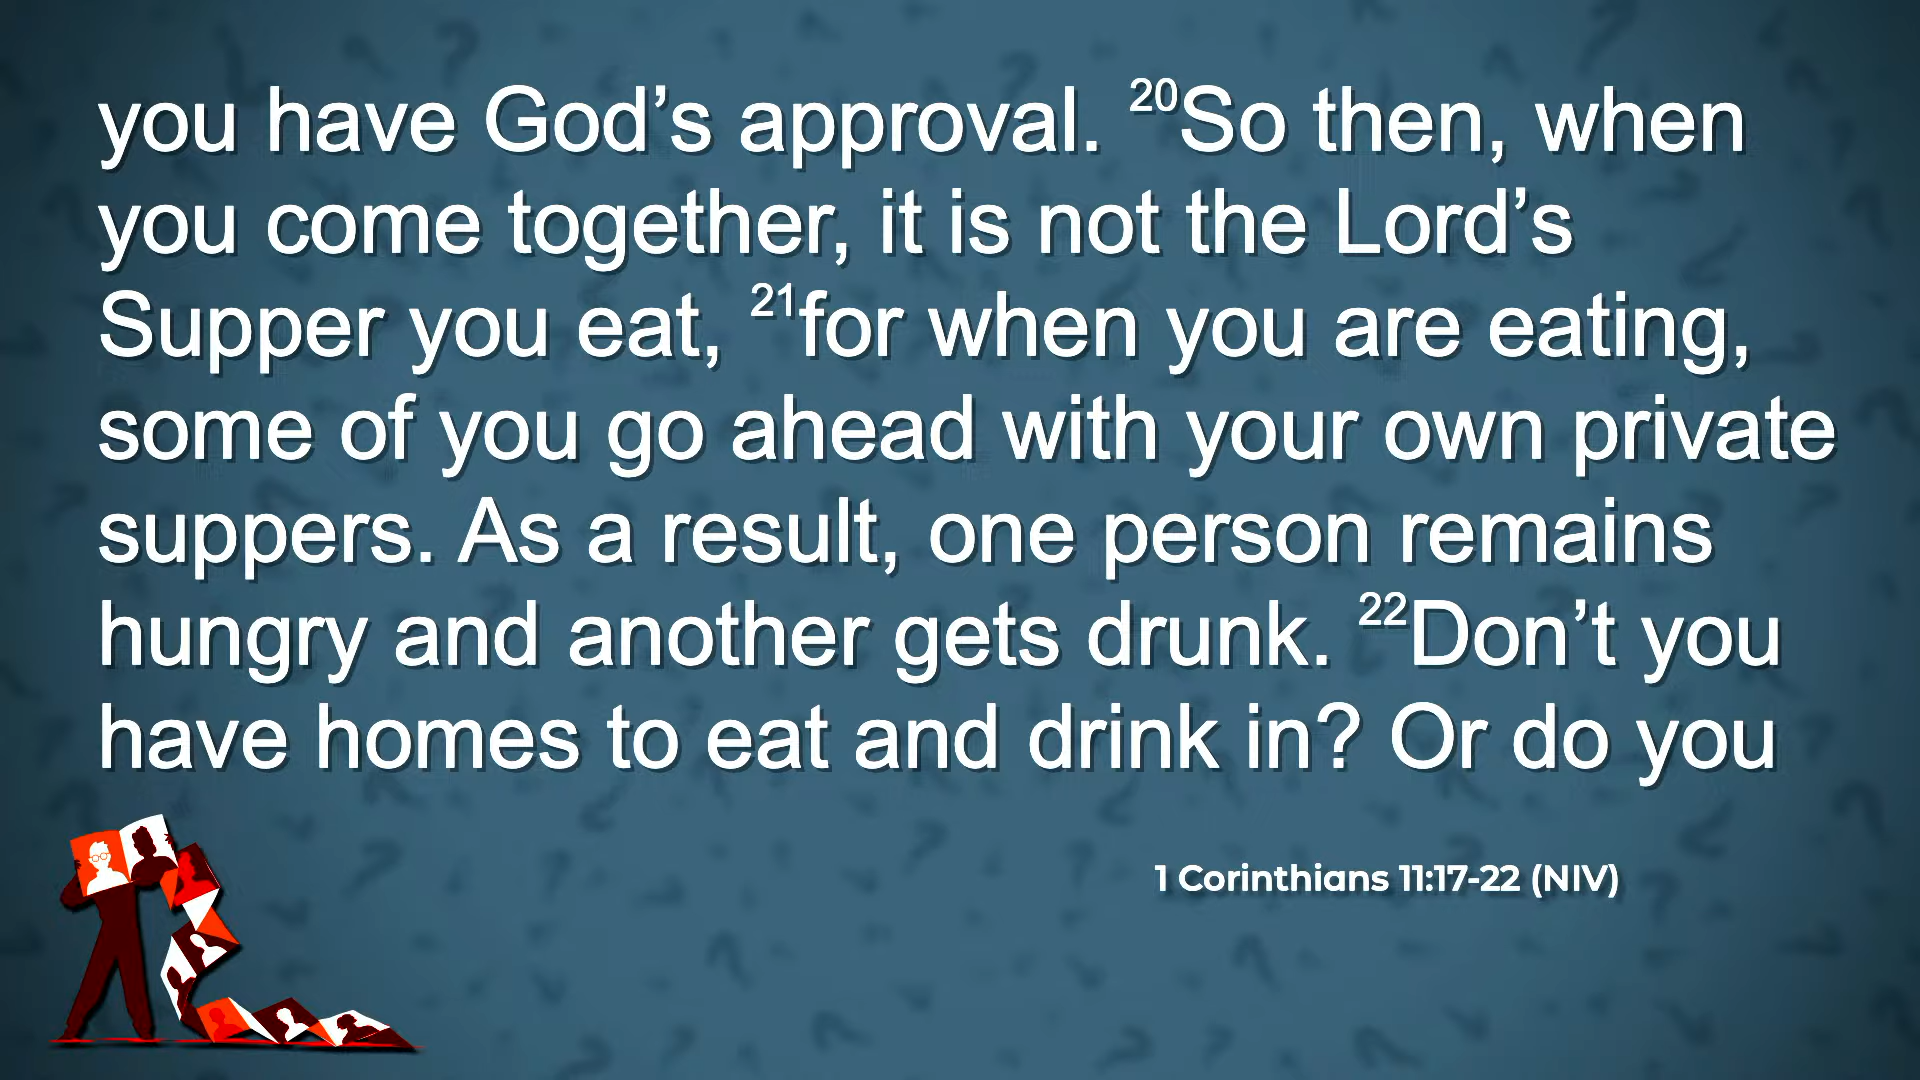 you have God’s approval. 20So then, when
you come together, it is not the Lord’s
Supper you eat, 21for when you are eating,
some of you go ahead with your own private
suppers. As a result, one person remains
hungry and another gets drunk. 22Don’t you
have homes to eat and drink in? Or do you
1 Corinthians 11:17-22 (NIV)